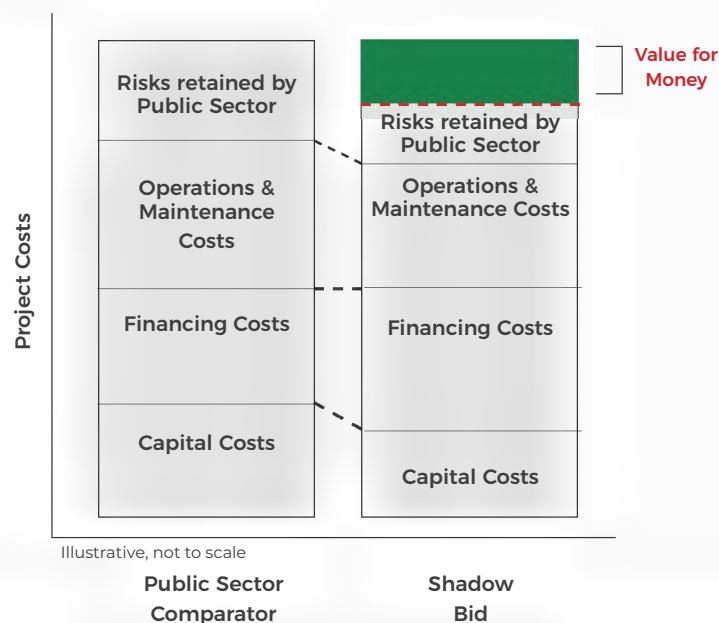 Project Costs
Risks retained by
Public Sector
Operations &
Maintenance
Costs
Financing Costs
Capital Costs
Risks retained by
Public Sector
Operations &
Maintenance Costs
Financing Costs
Capital Costs
Value for
Money
Illustrative, not to scale
Public Sector
Comparator
Shadow
Bid